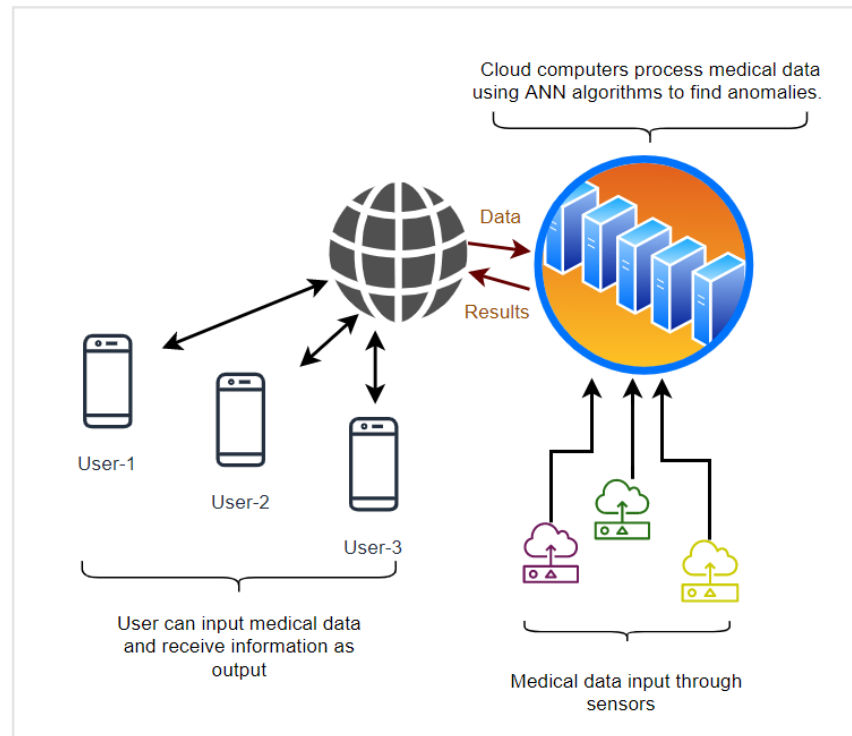 Cloud computers process medical data
using ANN algorithms to find anomalies.
Data
Results
User-1
User-2
User-3
User can input medical data
and receive information as
output
Medical data input through
sensors